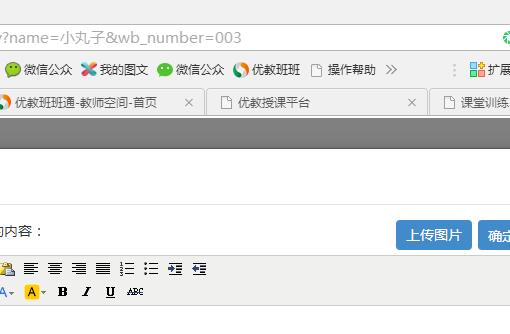 ?name=小丸子&wb_number=003
微信公众 我的图文 微信公众 优教班班 操作帮助 扩展
优教班班通-教师空间-首页 优教授课平台 课堂训练
内容：
上传图片 确定
A A B I U ABC